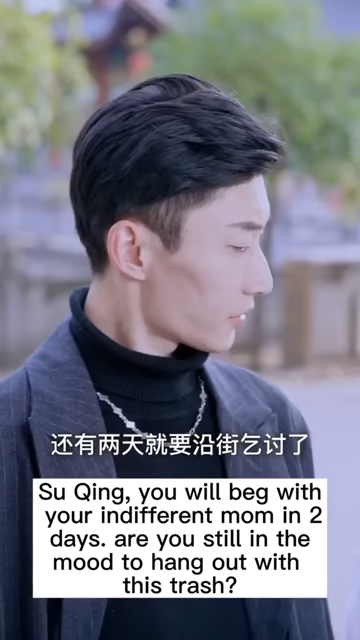 还有两天就要沿街乞讨了
Su Qing, you will beg with
your indifferent mom in 2
days. are you still in the
mood to hang out with
this trash?